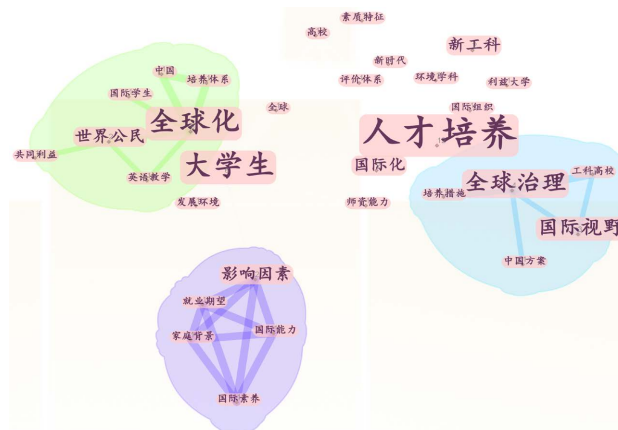 素质特征
高校
新工科
新时代
中国
培养体系
评价体系
环境学科
利兹大学
国际学生
全球
国际组织
全球化
世界公民
人才培养
共同利益
大学生
国际化
英语教学
全球治理
工科高校
培养措施
发展环境
师资能力
国际视野
中国方案
影响因素
就业期望
家庭背景
国际能力
国际素养